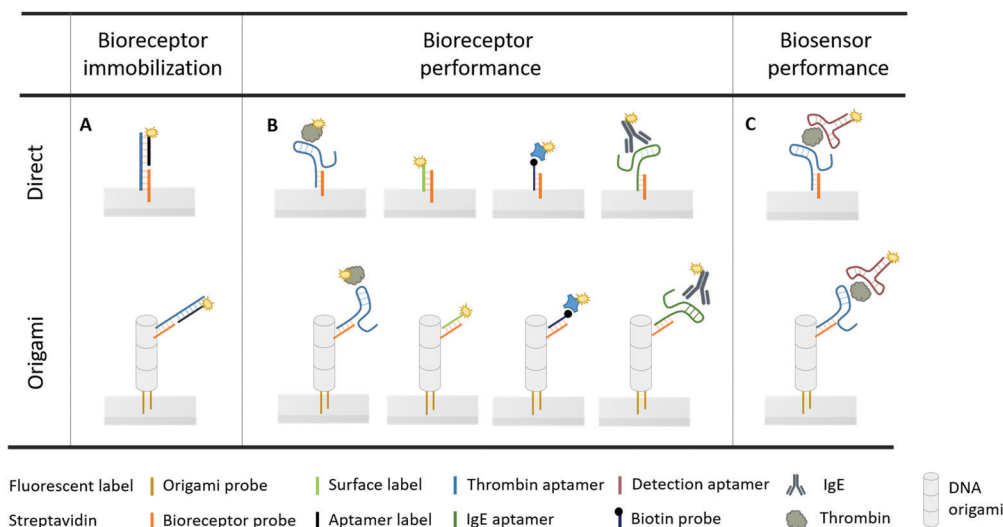 Bioreceptor
immobilization
Bioreceptor
performance
Biosensor
performance
Direct
A
B
C
Origami
Fluorescent label
Origami probe
Surface label
Thrombin aptamer
Detection aptamer
IgE
DNA
origami
Streptavidin
Bioreceptor probe
Aptamer label
IgE aptamer
Biotin probe
Thrombin